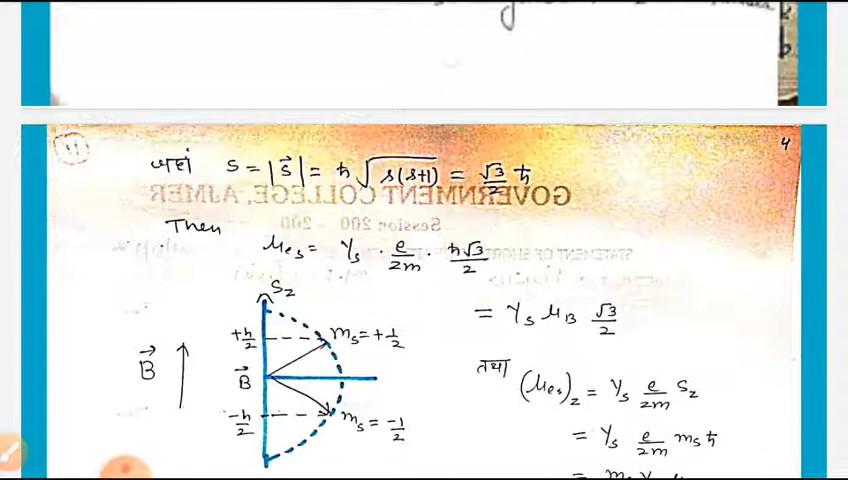 4
जहां S = |S⃗| = ħ √s(s+1) = √3/2 ħ
GOVERNMENT COLLEGE, AJMER
Session 200 - 200
Then
μes = γs · e/2m · ħ√3/2
= γs μB √3/2
Sz
+ħ/2 ms = +1/2
B⃗ B⃗
-ħ/2 ms = -1/2
तथा (μes)z = γs e/2m Sz
= γs e/2m ms ħ